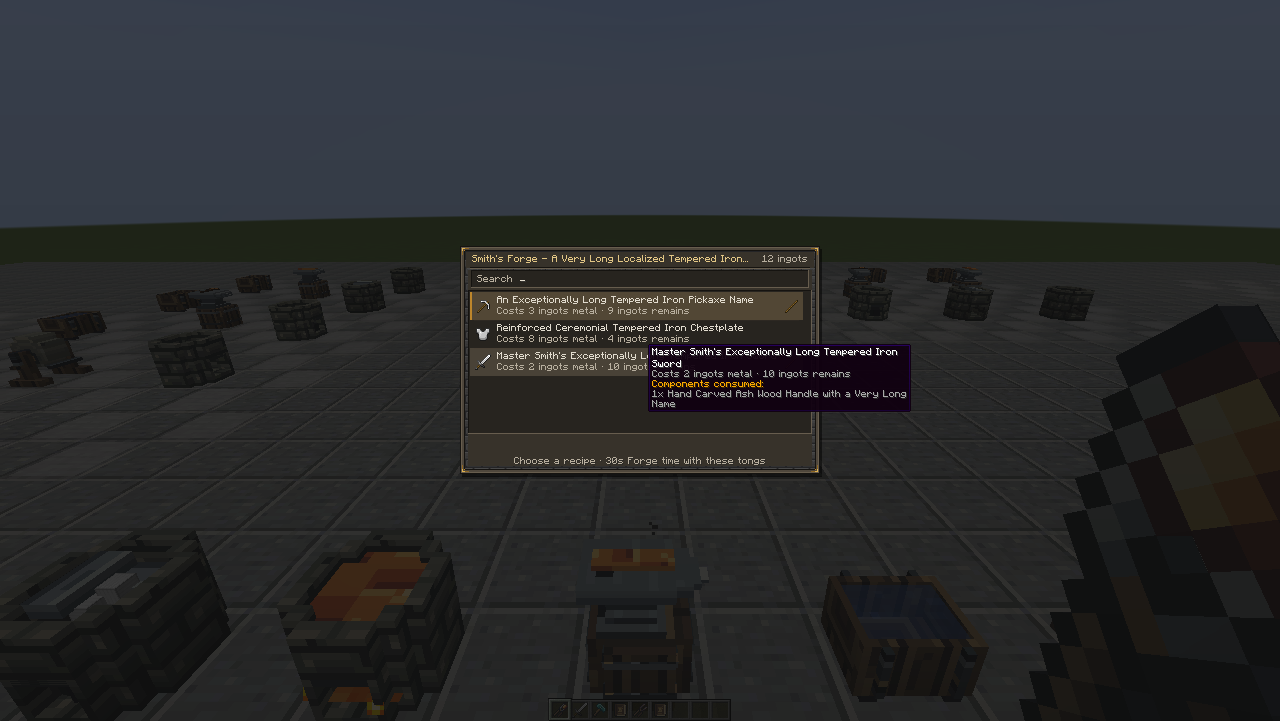 Smith's Forge - A Very Long Localized Tempered Iron... 12 ingots
Search _
An Exceptionally Long Tempered Iron Pickaxe Name
Costs 3 ingots metal · 9 ingots remains
Reinforced Ceremonial Tempered Iron Chestplate
Costs 8 ingots metal · 4 ingots remains
Master Smith's Exceptionally L
Costs 2 ingots metal · 10 ingot
Master Smith's Exceptionally Long Tempered Iron
Sword
Costs 2 ingots metal · 10 ingots remains
Components consumed:
1x Hand Carved Ash Wood Handle with a Very Long
Name
Choose a recipe · 30s Forge time with these tongs